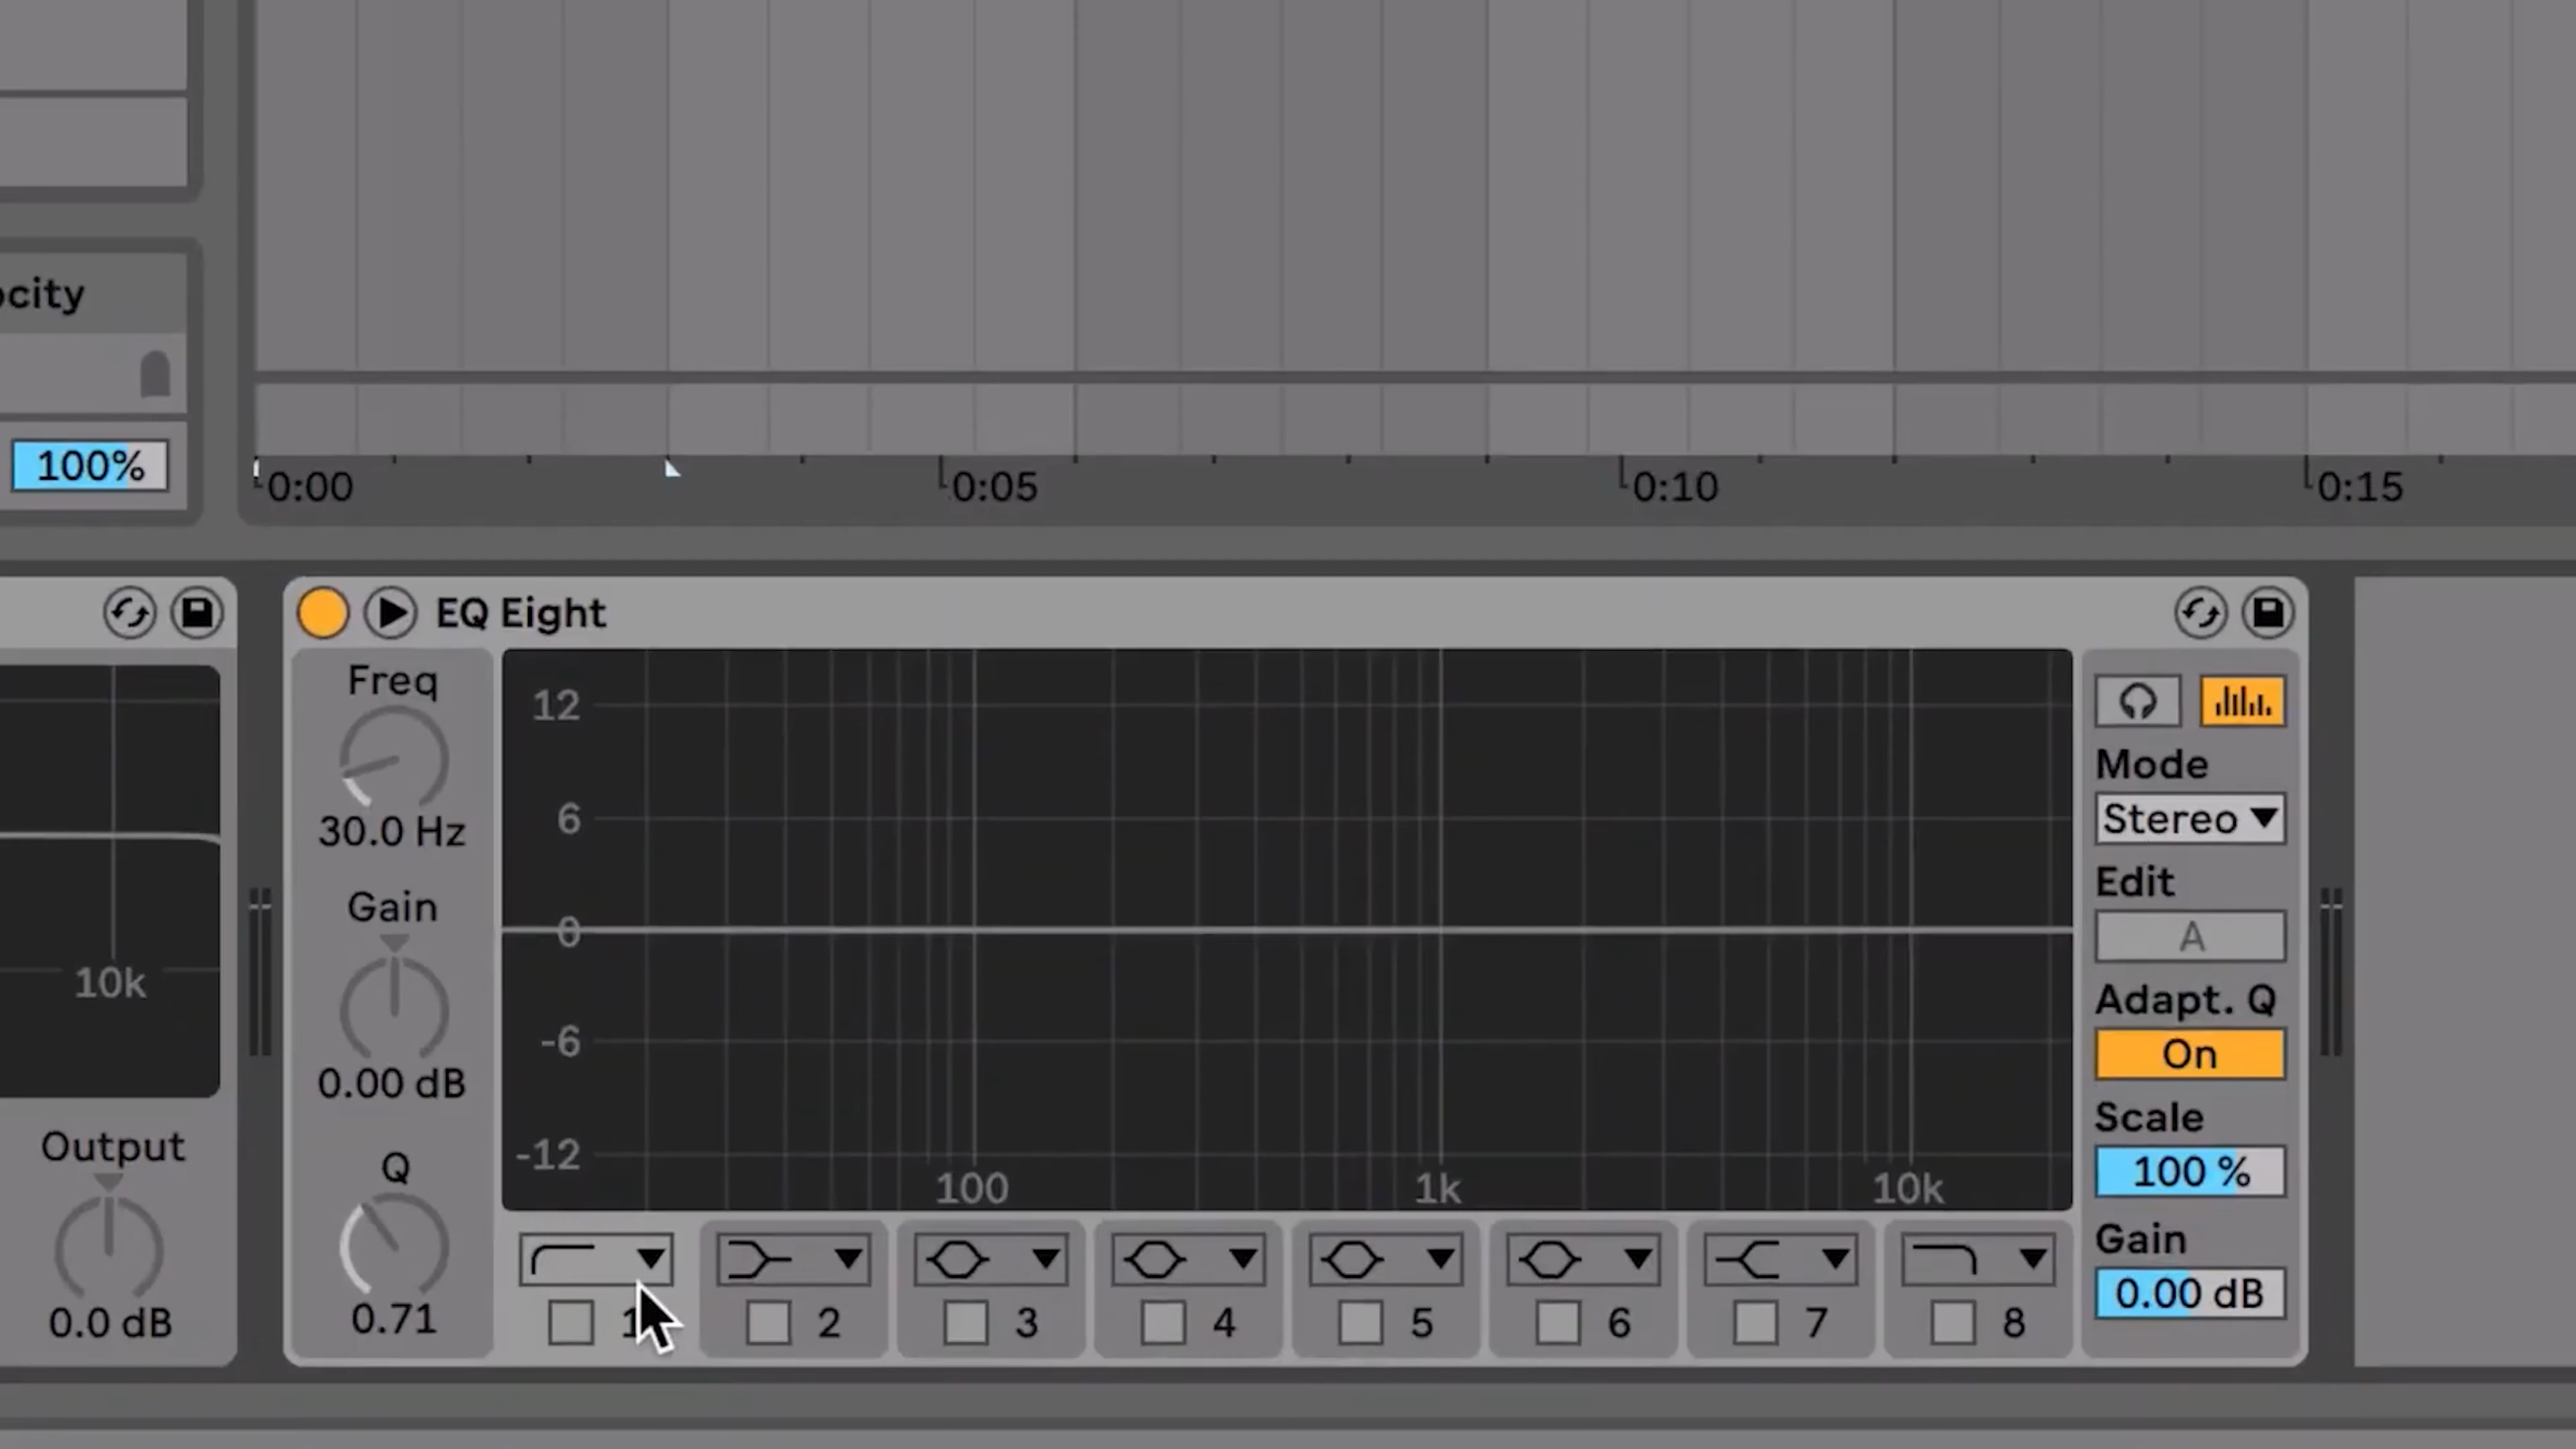 ocity
100%
0:00
0:05
0:10
0:15
EQ Eight
Freq
30.0 Hz
Gain
0.00 dB
Q
0.71
12
6
0
-6
-12
100
1k
10k
10k
Output
0.0 dB
1
2
3
4
5
6
7
8
Mode
Stereo
Edit
A
Adapt. Q
On
Scale
100 %
Gain
0.00 dB